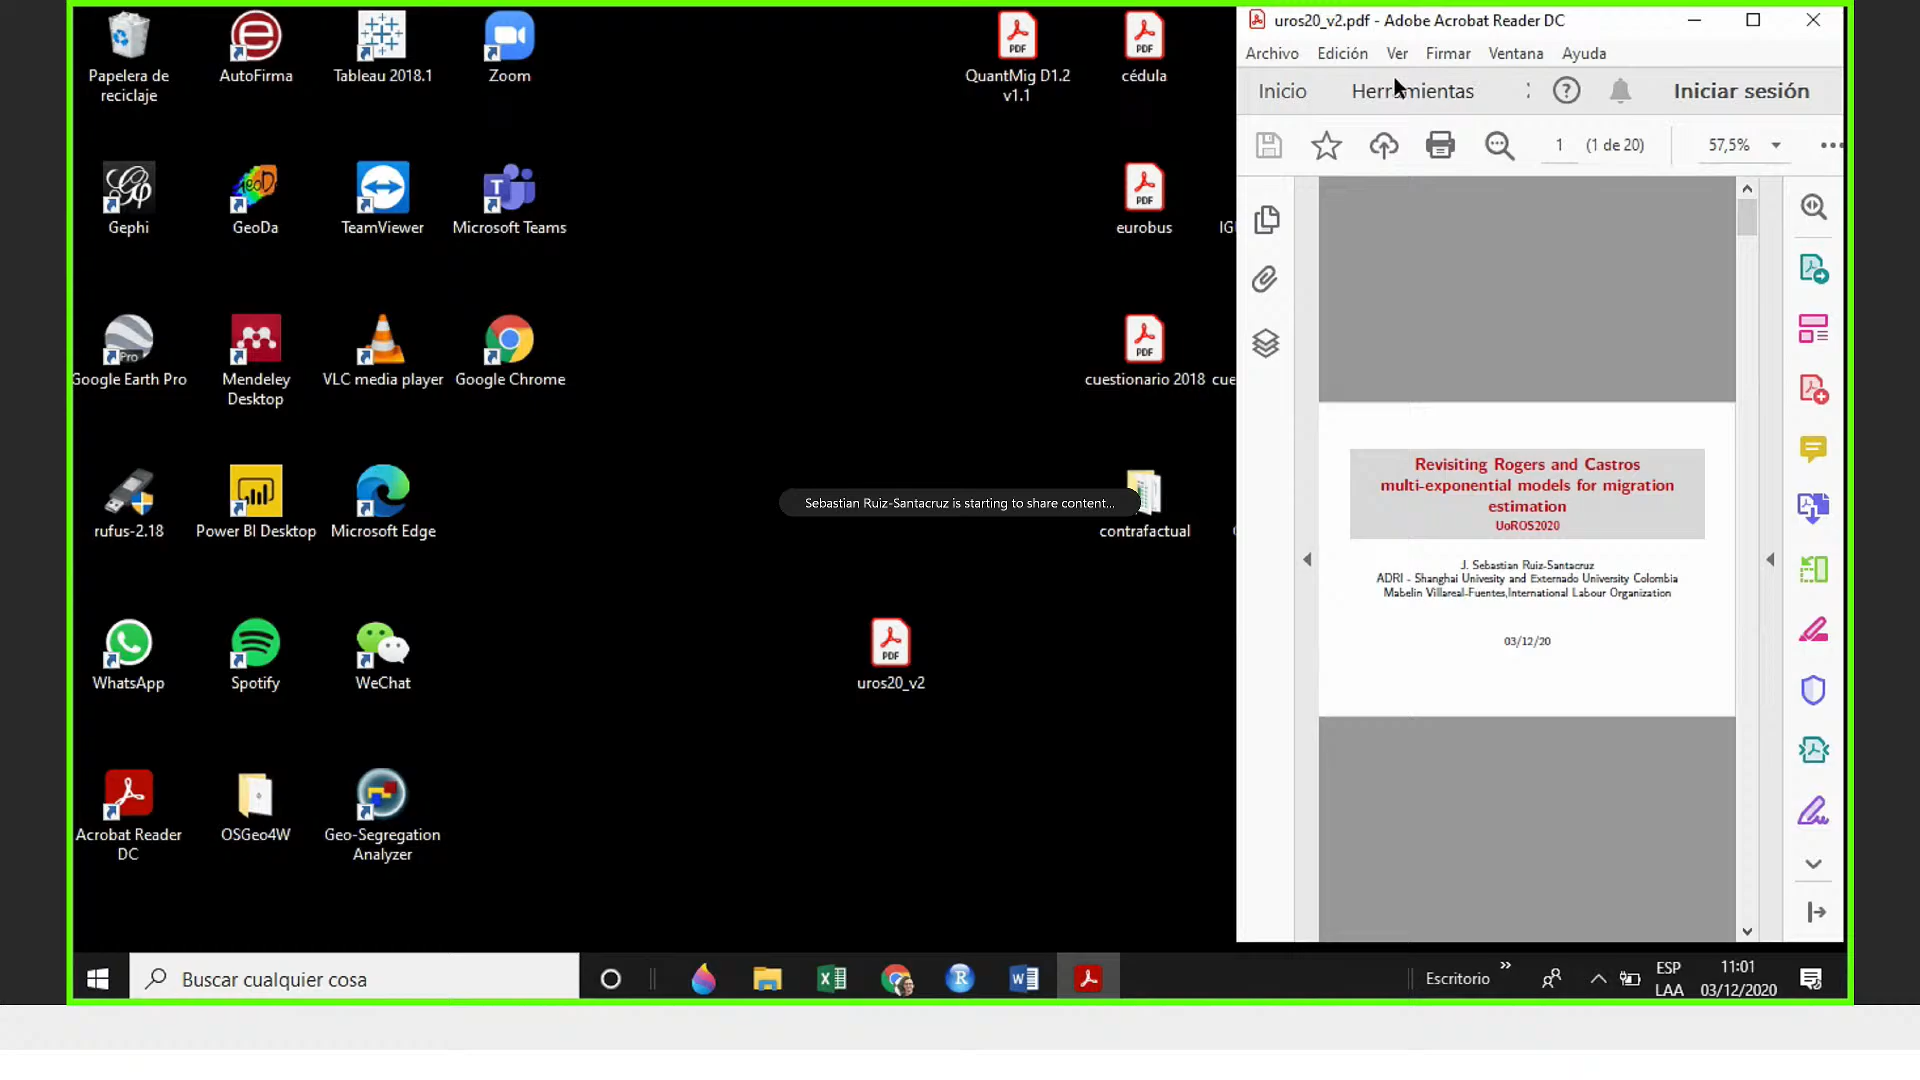 Papelera de
reciclaje
AutoFirma
Tableau 2018.1
Zoom
QuantMig D1.2
v1.1
cédula
Gephi
GeoDa
TeamViewer
Microsoft Teams
eurobus
Google Earth Pro
Mendeley
Desktop
VLC media player
Google Chrome
cuestionario 2018
cue
rufus-2.18
Power BI Desktop
Microsoft Edge
contrafactual
Sebastian Ruiz-Santacruz is starting to share content...
WhatsApp
Spotify
WeChat
uros20_v2
Acrobat Reader
DC
OSGeo4W
Geo-Segregation
Analyzer
uros20_v2.pdf - Adobe Acrobat Reader DC
Archivo Edición Ver Firmar Ventana Ayuda
Inicio Herramientas Iniciar sesión
1 (1 de 20) 57,5%
Revisiting Rogers and Castros
multi-exponential models for migration
estimation
UoROS2020
J. Sebastian Ruiz-Santacruz
ADRI - Shanghai Univesity and Externado University Colombia
Mabelin Villareal-Fuentes,International Labour Organization
03/12/20
Buscar cualquier cosa
Escritorio
ESP
LAA
11:01
03/12/2020